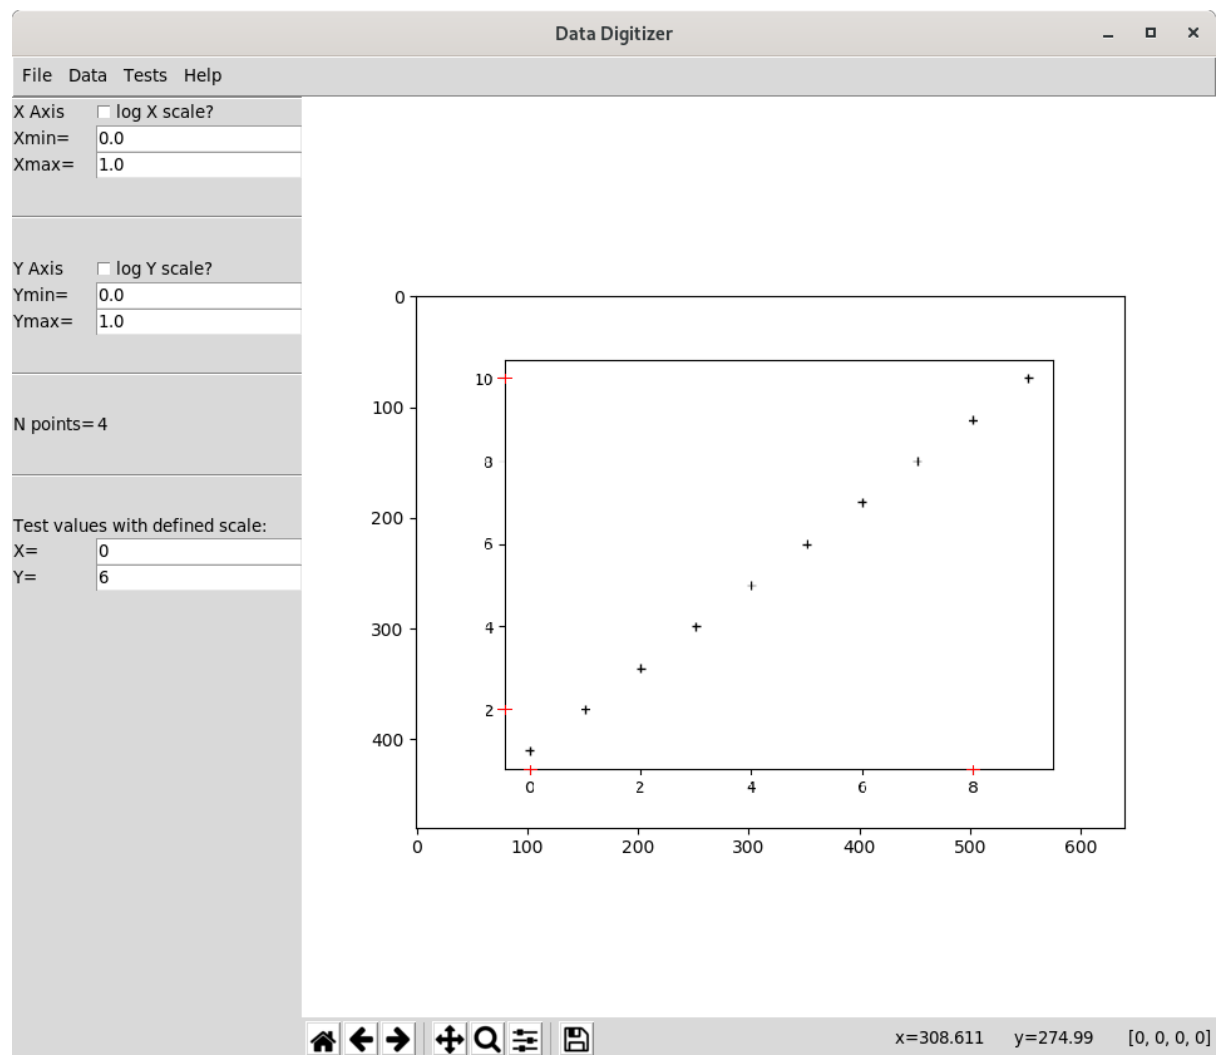 Data Digitizer
File Data Tests Help
X Axis log X scale?
Xmin= 0.0
Xmax= 1.0
Y Axis log Y scale?
Ymin= 0.0
Ymax= 1.0
N points= 4
Test values with defined scale:
X= 0
Y= 6
0
100
200
300
400
10
8
6
4
2
0 2 4 6 8
0 100 200 300 400 500 600
x=308.611 y=274.99 [0, 0, 0, 0]